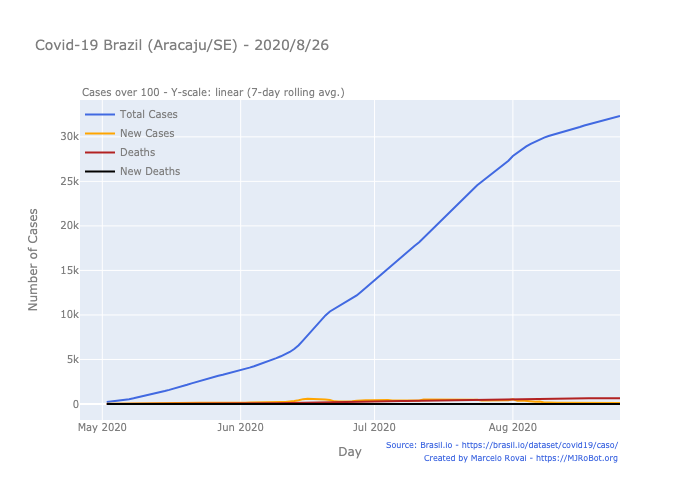 Covid-19 Brazil (Aracaju/SE) - 2020/8/26
Cases over 100 - Y-scale: linear (7-day rolling avg.)
Total Cases
New Cases
Deaths
New Deaths
Number of Cases
30k
25k
20k
15k
10k
5k
0
May 2020
Jun 2020
Jul 2020
Aug 2020
Day
Source: Brasil.io - https://brasil.io/dataset/covid19/caso/
Created by Marcelo Rovai - https://MJRoBot.org